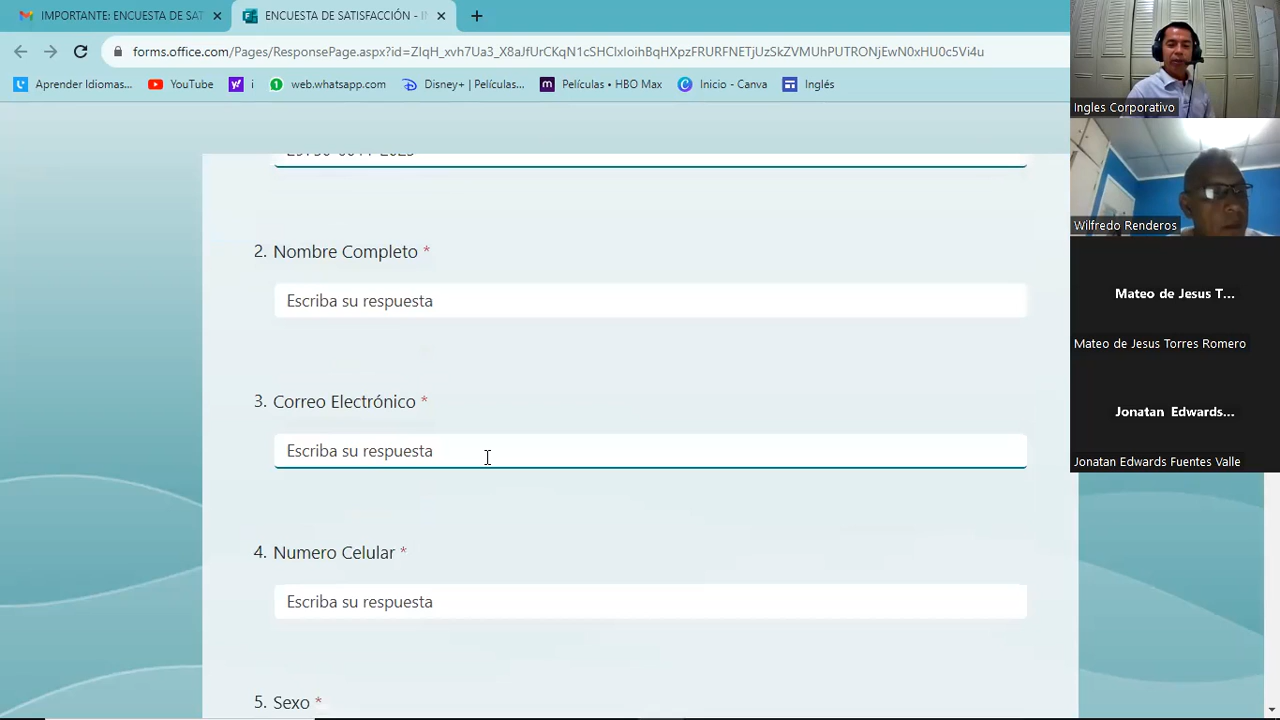 IMPORTANTE: ENCUESTA DE SAT
ENCUESTA DE SATISFACCIÓN - I
forms.office.com/Pages/ResponsePage.aspx?id=ZIqH_xvh7Ur3_XSaJfUrCKqN1cSHCIxIoihBqHXpzFRURFNETjUzSkZVMUhPUTRONjEwV0xHU0c5Vi4u
Aprender Idiomas...
YouTube
web.whatsapp.com
Disney+ | Películas...
Películas • HBO Max
Inicio - Canva
Inglés
2. Nombre Completo *
Escriba su respuesta
3. Correo Electrónico *
Escriba su respuesta
4. Numero Celular *
Escriba su respuesta
5. Sexo *
Ingles Corporativo
Wilfredo Renderos
Mateo de Jesus T...
Mateo de Jesus Torres Romero
Jonatan Edwards...
Jonatan Edwards Fuentes Valle